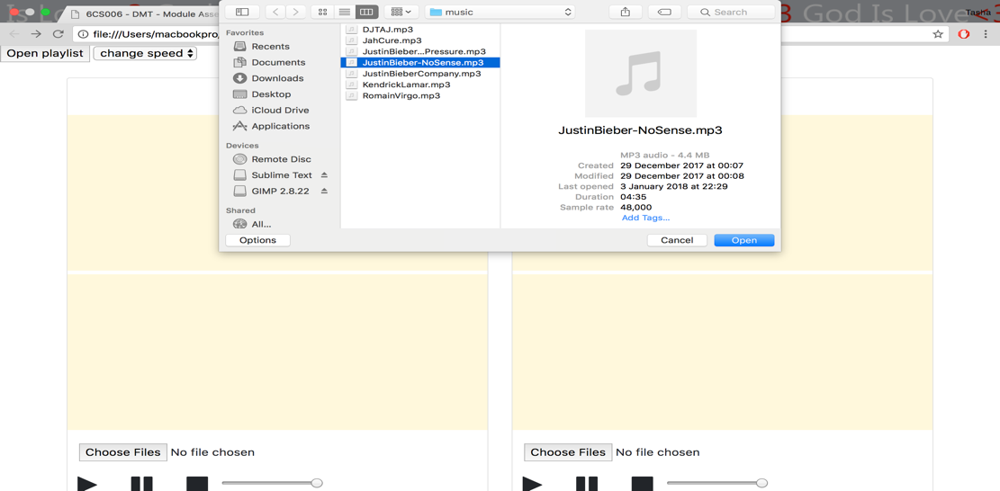 God Is Love <3
Tasha
6CS006 - DMT - Module Asse
music
Search
file:///Users/macbookpro/
Open playlist
change speed
Favorites
Recents
Documents
Downloads
Desktop
iCloud Drive
Applications
Devices
Remote Disc
Sublime Text
GIMP 2.8.22
Shared
All...
DJTAJ.mp3
JahCure.mp3
JustinBieber...Pressure.mp3
JustinBieber-NoSense.mp3
JustinBieberCompany.mp3
KendrickLamar.mp3
RomainVirgo.mp3
JustinBieber-NoSense.mp3
MP3 audio - 4.4 MB
Created 29 December 2017 at 00:07
Modified 29 December 2017 at 00:08
Last opened 3 January 2018 at 22:29
Duration 04:35
Sample rate 48,000
Add Tags...
Options
Cancel
Open
Choose Files No file chosen
Choose Files No file chosen